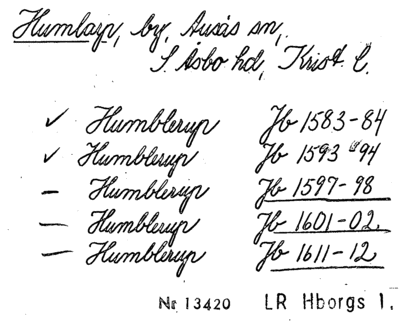 Humlarp, by, Ausås sn,
S. Åsbo hd, Krist. l.
✓ Humblerup Jb 1583-84
✓ Humblerup Jb 1593 94
— Humblerup Jb 1597-98
— Humblerup Jb 1601-02.
— Humblerup Jb 1611-12
Nr 13420 LR Hborgs 1.